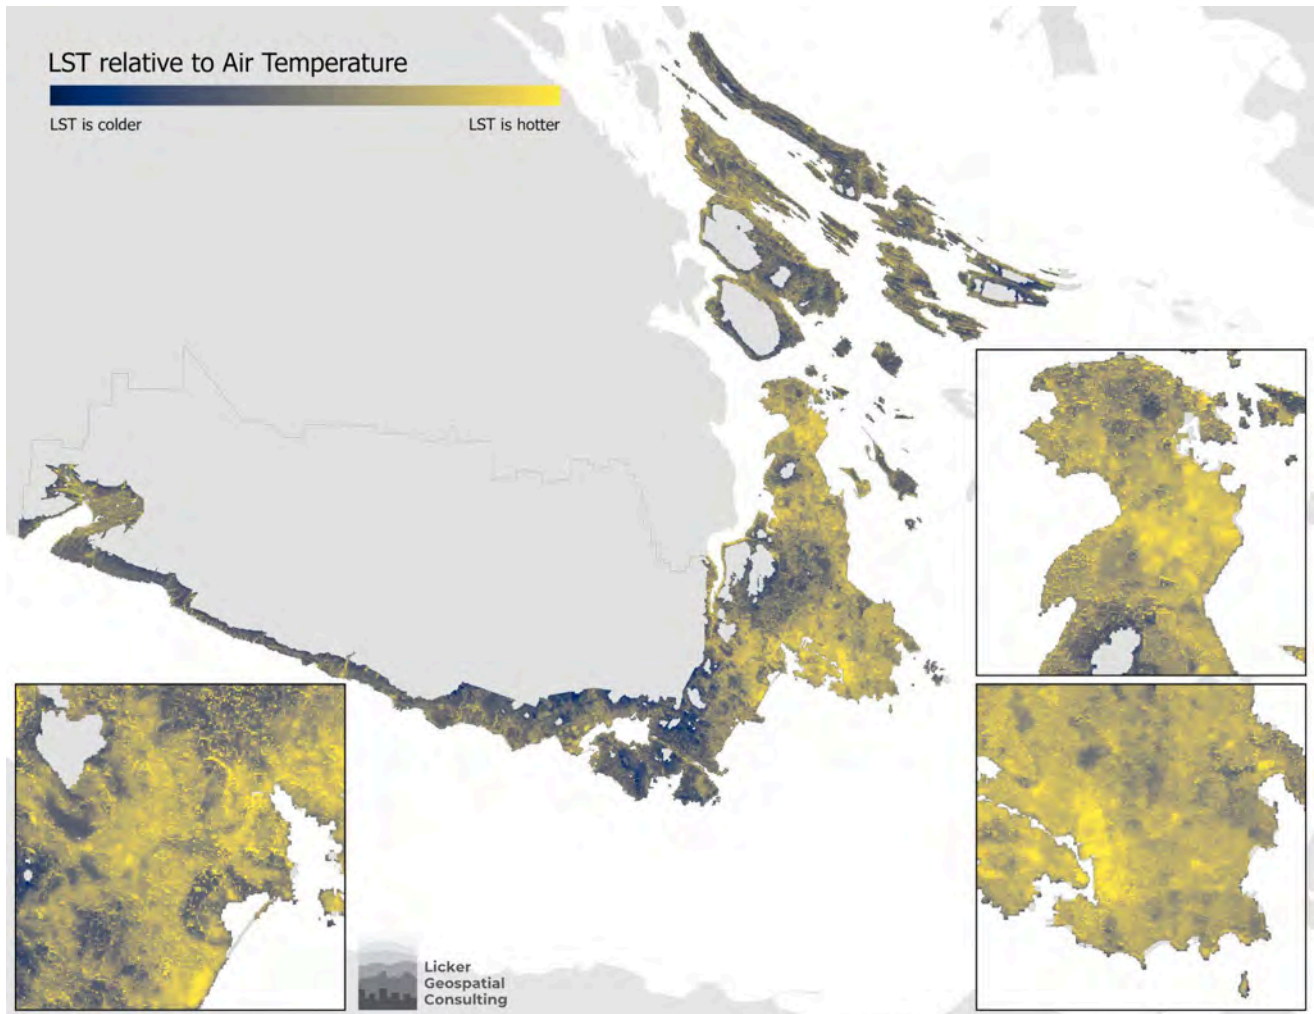 LST relative to Air Temperature
LST is colder
LST is hotter
Licker
Geospatial
Consulting